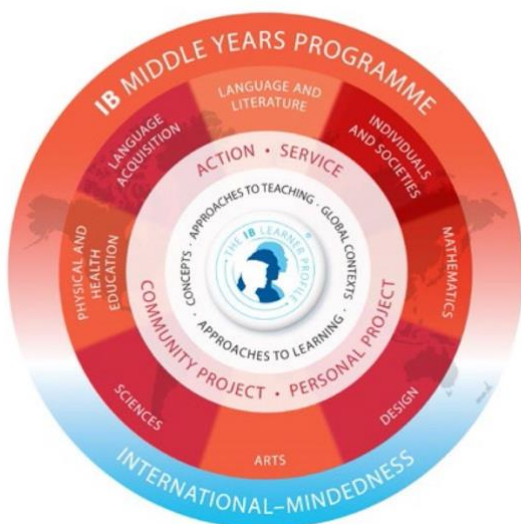 IB MIDDLE YEARS PROGRAMME
LANGUAGE AND
LITERATURE
INDIVIDUALS
AND SOCIETIES
MATHEMATICS
DESIGN
ARTS
SCIENCES
PHYSICAL AND
HEALTH
EDUCATION
LANGUAGE
ACQUISITION
ACTION · SERVICE
COMMUNITY PROJECT · PERSONAL PROJECT
APPROACHES TO TEACHING · GLOBAL CONTEXTS ·
APPROACHES TO LEARNING · CONCEPTS ·
· THE IB LEARNER PROFILE ·
®
INTERNATIONAL–MINDEDNESS